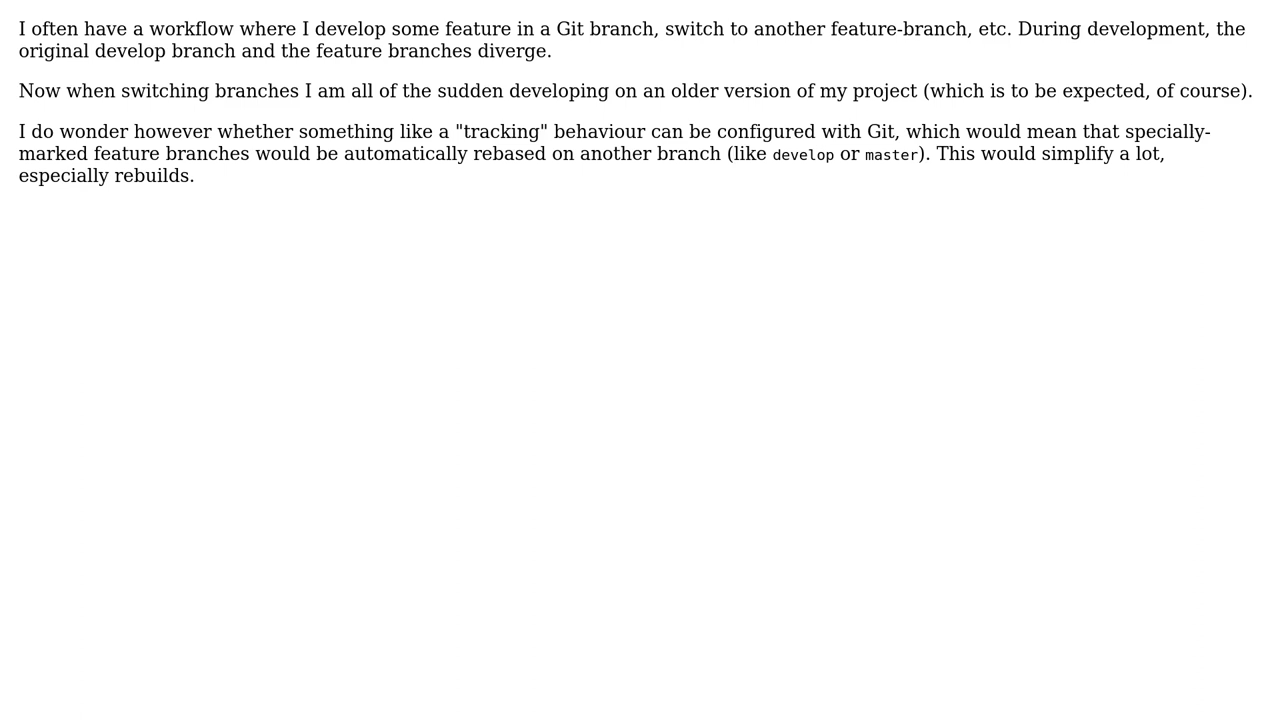 I often have a workflow where I develop some feature in a Git branch, switch to another feature-branch, etc. During development, the
original develop branch and the feature branches diverge.
Now when switching branches I am all of the sudden developing on an older version of my project (which is to be expected, of course).
I do wonder however whether something like a "tracking" behaviour can be configured with Git, which would mean that specially-
marked feature branches would be automatically rebased on another branch (like develop or master). This would simplify a lot,
especially rebuilds.